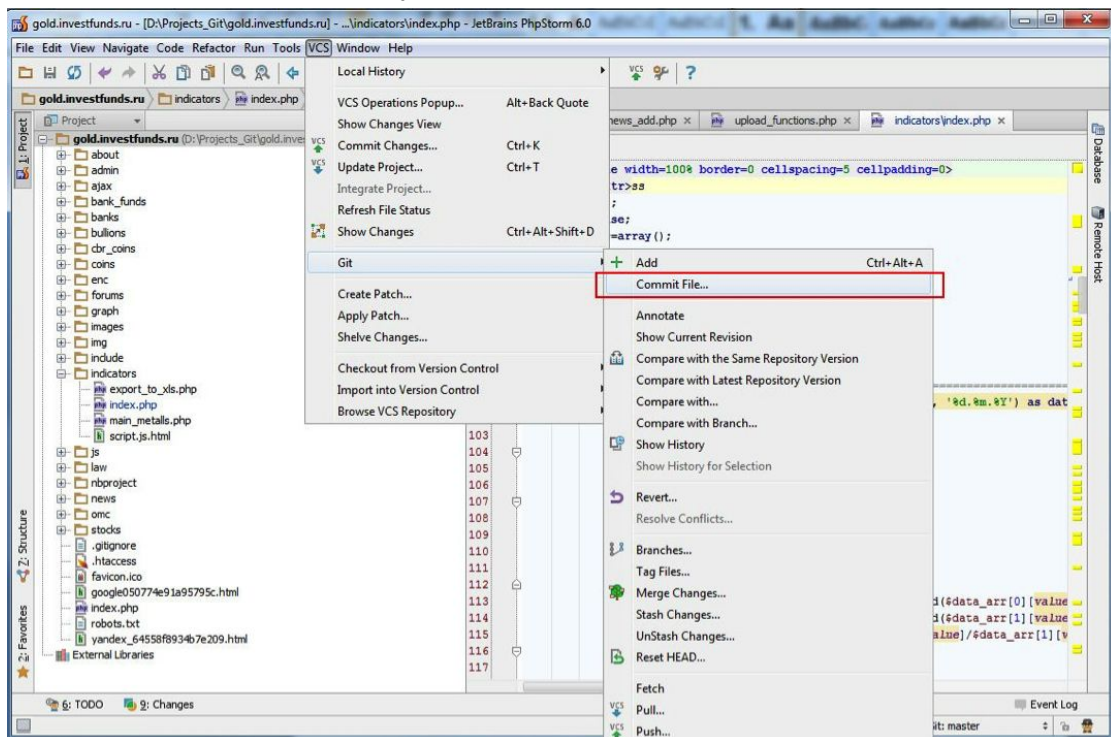 gold.investfunds.ru - [D:\Projects_Git\gold.investfunds.ru] - ...\indicators\index.php - JetBrains PhpStorm 6.0
File Edit View Navigate Code Refactor Run Tools VCS Window Help
gold.investfunds.ru indicators index.php
Project
news_add.php × upload_functions.php × indicators\index.php ×
1: Project
Z: Structure
2: Favorites
Database
Remote Host
gold.investfunds.ru (D:\Projects_Git\gold.inves
about
admin
ajax
bank_funds
banks
bullions
cbr_coins
coins
enc
forums
graph
images
img
include
indicators
export_to_xls.php
index.php
main_metalls.php
script.js.html
js
law
nbproject
news
omc
stocks
.gitignore
.htaccess
favicon.ico
google050774e91a95795c.html
index.php
robots.txt
yandex_64558f8934b7e209.html
External Libraries
Local History
VCS Operations Popup... Alt+Back Quote
Show Changes View
VCS Commit Changes... Ctrl+K
VCS Update Project... Ctrl+T
Integrate Project...
Refresh File Status
Show Changes Ctrl+Alt+Shift+D
Git
Create Patch...
Apply Patch...
Shelve Changes...
Checkout from Version Control
Import into Version Control
Browse VCS Repository
VCS
Add Ctrl+Alt+A
Commit File...
Annotate
Show Current Revision
Compare with the Same Repository Version
Compare with Latest Repository Version
Compare with...
Compare with Branch...
Show History
Show History for Selection
Revert...
Resolve Conflicts...
Branches...
Tag Files...
Merge Changes...
Stash Changes...
UnStash Changes...
Reset HEAD...
Fetch
VCS Pull...
VCS Push...
e width=100% border=0 cellspacing=5 cellpadding=0>
tr>ss
;
se;
=array();
, '%d.%m.%Y') as dat
103
104
105
106
107
108
109
110
111
112
113
114
115
116
117
d($data_arr[0][value
d($data_arr[1][value
alue]/$data_arr[1][v
6: TODO 9: Changes Event Log
it: master